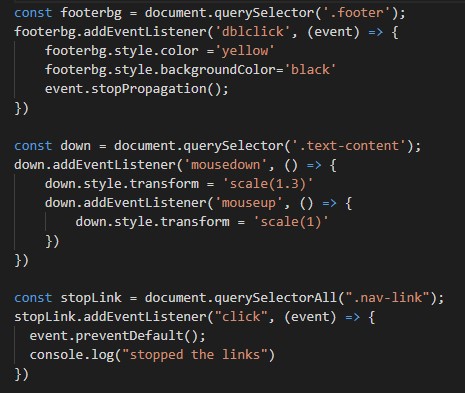 const footerbg = document.querySelector('.footer');
footerbg.addEventListener('dblclick', (event) => {
    footerbg.style.color ='yellow'
    footerbg.style.backgroundColor='black'
    event.stopPropagation();
})

const down = document.querySelector('.text-content');
down.addEventListener('mousedown', () => {
    down.style.transform = 'scale(1.3)'
    down.addEventListener('mouseup', () => {
        down.style.transform = 'scale(1)'
    })
})

const stopLink = document.querySelectorAll(".nav-link");
stopLink.addEventListener("click", (event) => {
  event.preventDefault();
  console.log("stopped the links")
})